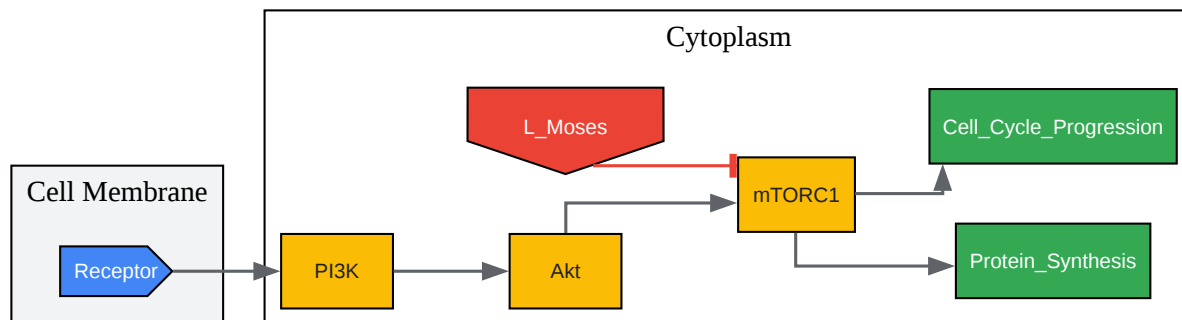 Cytoplasm
L_Moses
Cell_Cycle_Progression
Cell Membrane
mTORC1
Receptor
PI3K
Akt
Protein_Synthesis